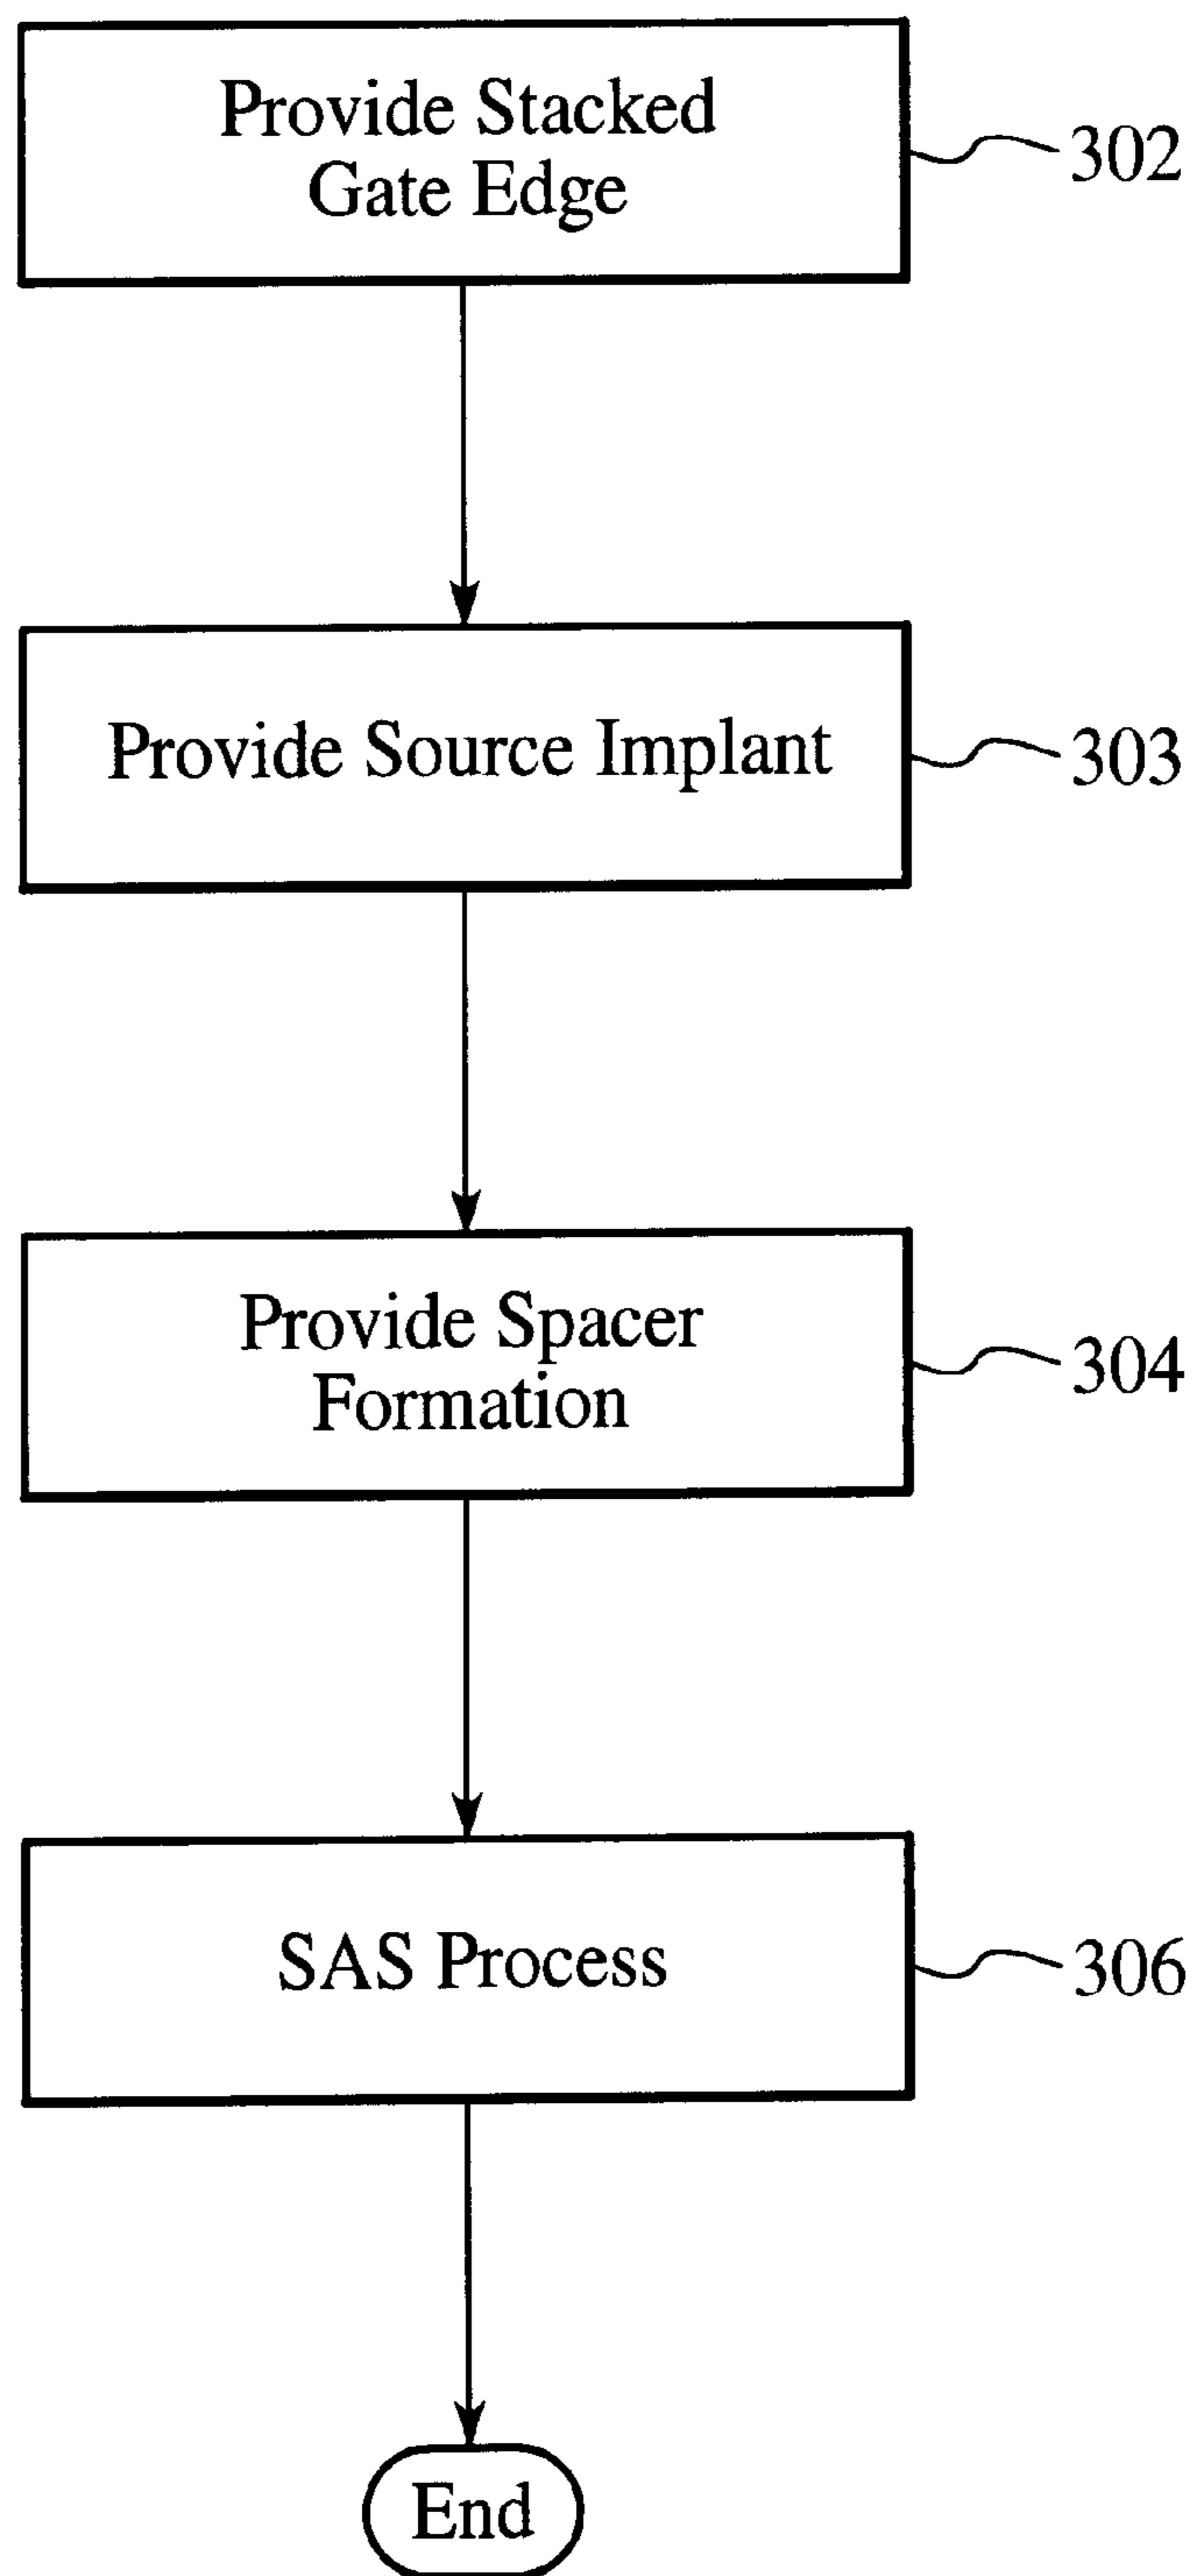 Provide Stacked
Gate Edge
302
Provide Source Implant
303
Provide Spacer
Formation
304
SAS Process
306
End